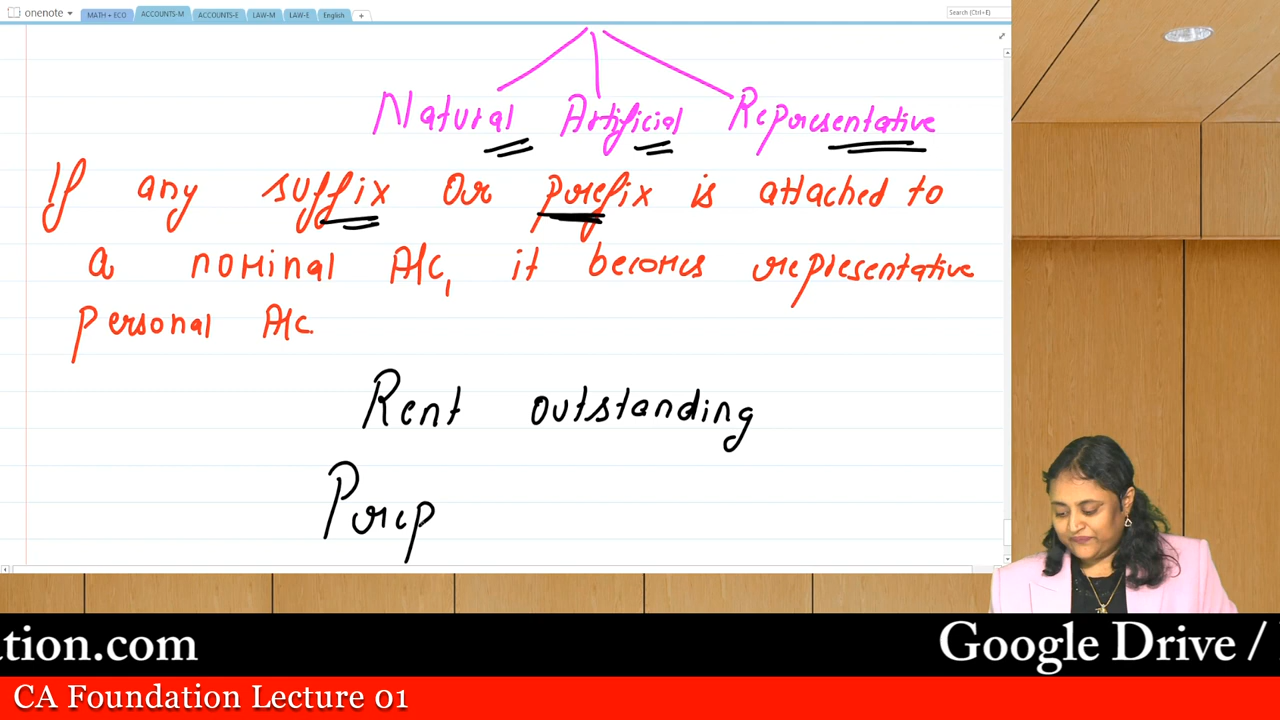 onenote
MATH + ECO
ACCOUNTS-M
ACCOUNTS-E
LAW-M
LAW-E
English
Search (Ctrl+E)
Natural Artificial Representative
If any suffix Or prefix is attached to
a nominal A/c, it becomes representative
personal A/c.
Rent outstanding
Prep
ation.com Google Drive /
CA Foundation Lecture 01